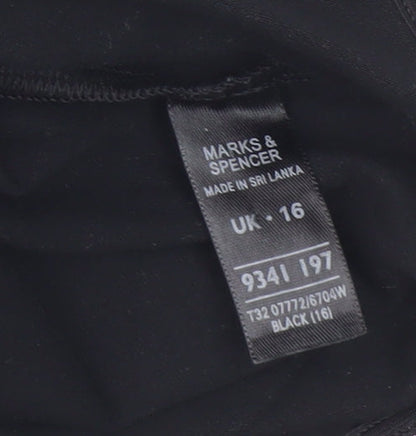 MARKS &
SPENCER
MADE IN SRI LANKA
UK · 16
9341 197
T32 07772/6704W
BLACK (16)